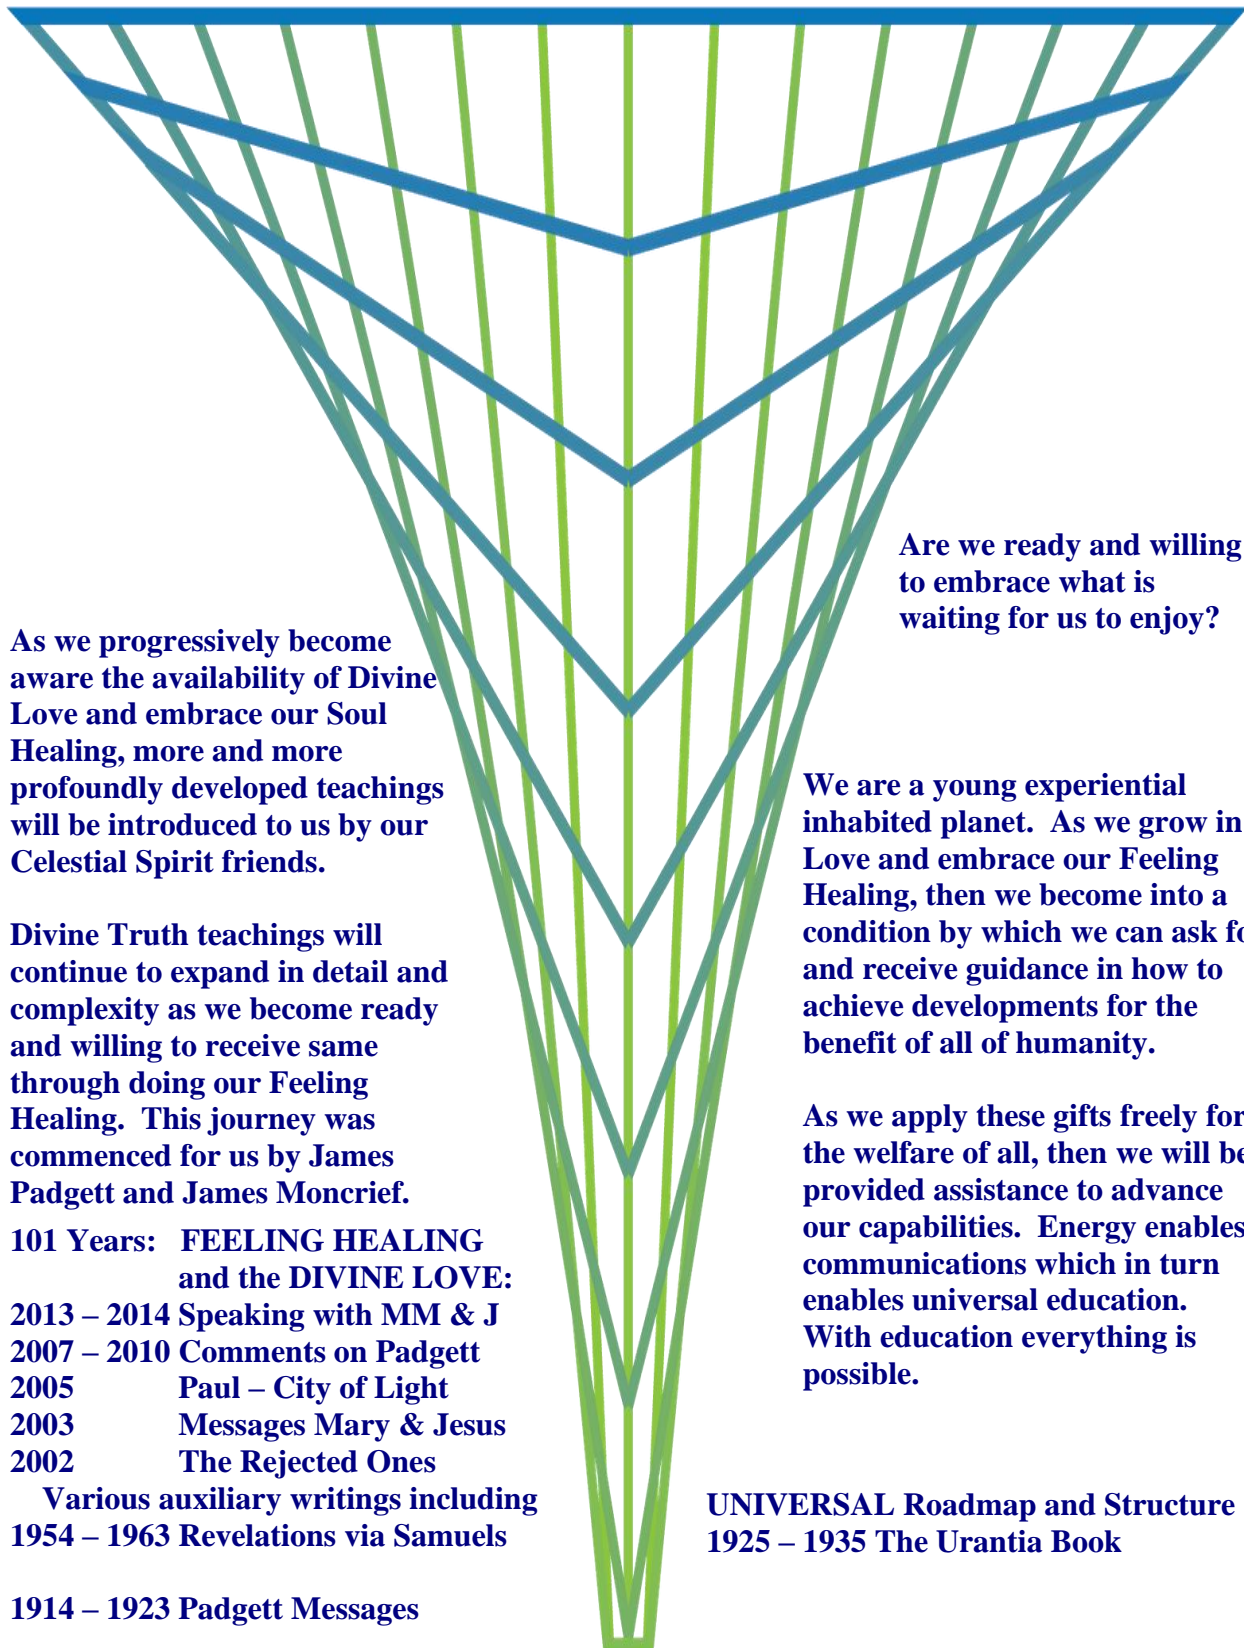 Are we ready and willing
to embrace what is
waiting for us to enjoy?
As we progressively become
aware the availability of Divine
Love and embrace our Soul
Healing, more and more
profoundly developed teachings
will be introduced to us by our
Celestial Spirit friends.
Divine Truth teachings will
continue to expand in detail and
complexity as we become ready
and willing to receive same
through doing our Feeling
Healing. This journey was
commenced for us by James
Padgett and James Moncrief.
101 Years: FEELING HEALING
and the DIVINE LOVE:
2013 – 2014 Speaking with MM & J
2007 – 2010 Comments on Padgett
2005 Paul – City of Light
2003 Messages Mary & Jesus
2002 The Rejected Ones
Various auxiliary writings including
1954 – 1963 Revelations via Samuels
1914 – 1923 Padgett Messages
We are a young experiential
inhabited planet. As we grow in
Love and embrace our Feeling
Healing, then we become into a
condition by which we can ask fo
and receive guidance in how to
achieve developments for the
benefit of all of humanity.
As we apply these gifts freely for
the welfare of all, then we will be
provided assistance to advance
our capabilities. Energy enables
communications which in turn
enables universal education.
With education everything is
possible.
UNIVERSAL Roadmap and Structure
1925 – 1935 The Urantia Book